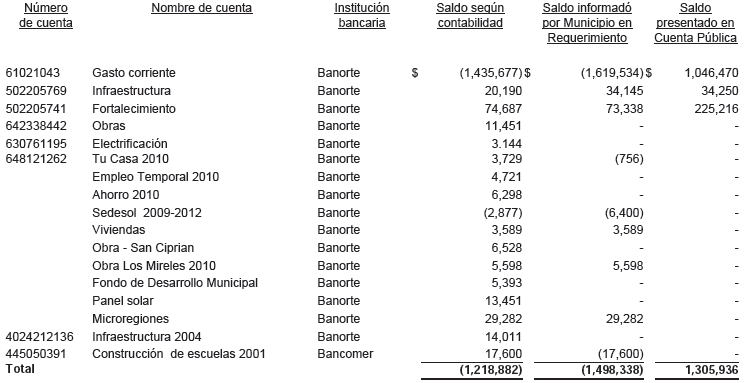 Número de cuenta Nombre de cuenta Institución bancaria Saldo según contabilidad Saldo informadó por Municipio en Requerimiento Saldo presentado en Cuenta Pública
61021043 Gasto corriente Banorte $ (1,435,677) $ (1,619,534) $ 1,046,470
502205769 Infraestructura Banorte 20,190 34,145 34,250
502205741 Fortalecimiento Banorte 74,687 73,338 225,216
642338442 Obras Banorte 11,451 - -
630761195 Electrificación Banorte 3.144 - -
648121262 Tu Casa 2010 Banorte 3,729 (756) -
Empleo Temporal 2010 Banorte 4,721 - -
Ahorro 2010 Banorte 6,298 - -
Sedesol 2009-2012 Banorte (2,877) (6,400) -
Viviendas Banorte 3,589 3,589 -
Obra - San Ciprian Banorte 6,528 - -
Obra Los Mireles 2010 Banorte 5,598 5,598 -
Fondo de Desarrollo Municipal Banorte 5,393 - -
Panel solar Banorte 13,451 - -
Microregiones Banorte 29,282 29,282 -
4024212136 Infraestructura 2004 Banorte 14,011 - -
445050391 Construcción de escuelas 2001 Bancomer 17,600 (17,600) -
Total (1,218,882) (1,498,338) 1,305,936